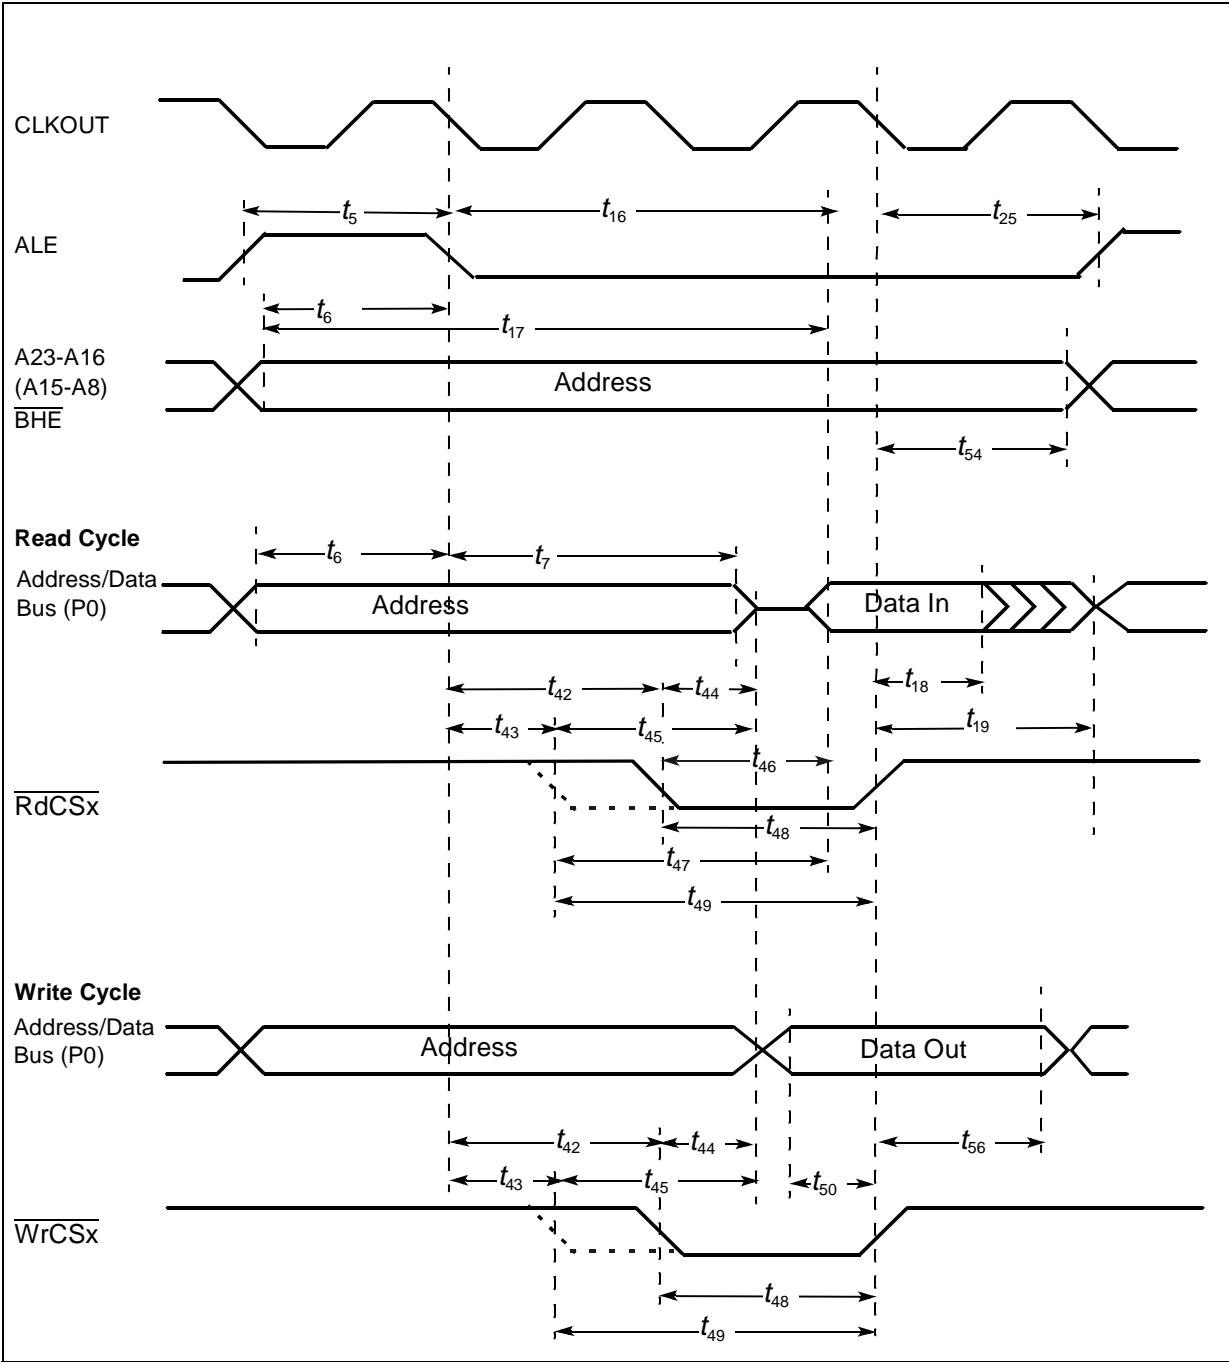 CLKOUT
t5
t16
t25
ALE
t6
t17
A23-A16
(A15-A8)
BHE
Address
t54
Read Cycle
t6
t7
Address/Data
Bus (P0)
Address
Data In
t42
t44
t18
t43
t45
t19
t46
RdCSx
t48
t47
t49
Write Cycle
Address/Data
Bus (P0)
Address
Data Out
t42
t44
t56
t43
t45
t50
WrCSx
t48
t49